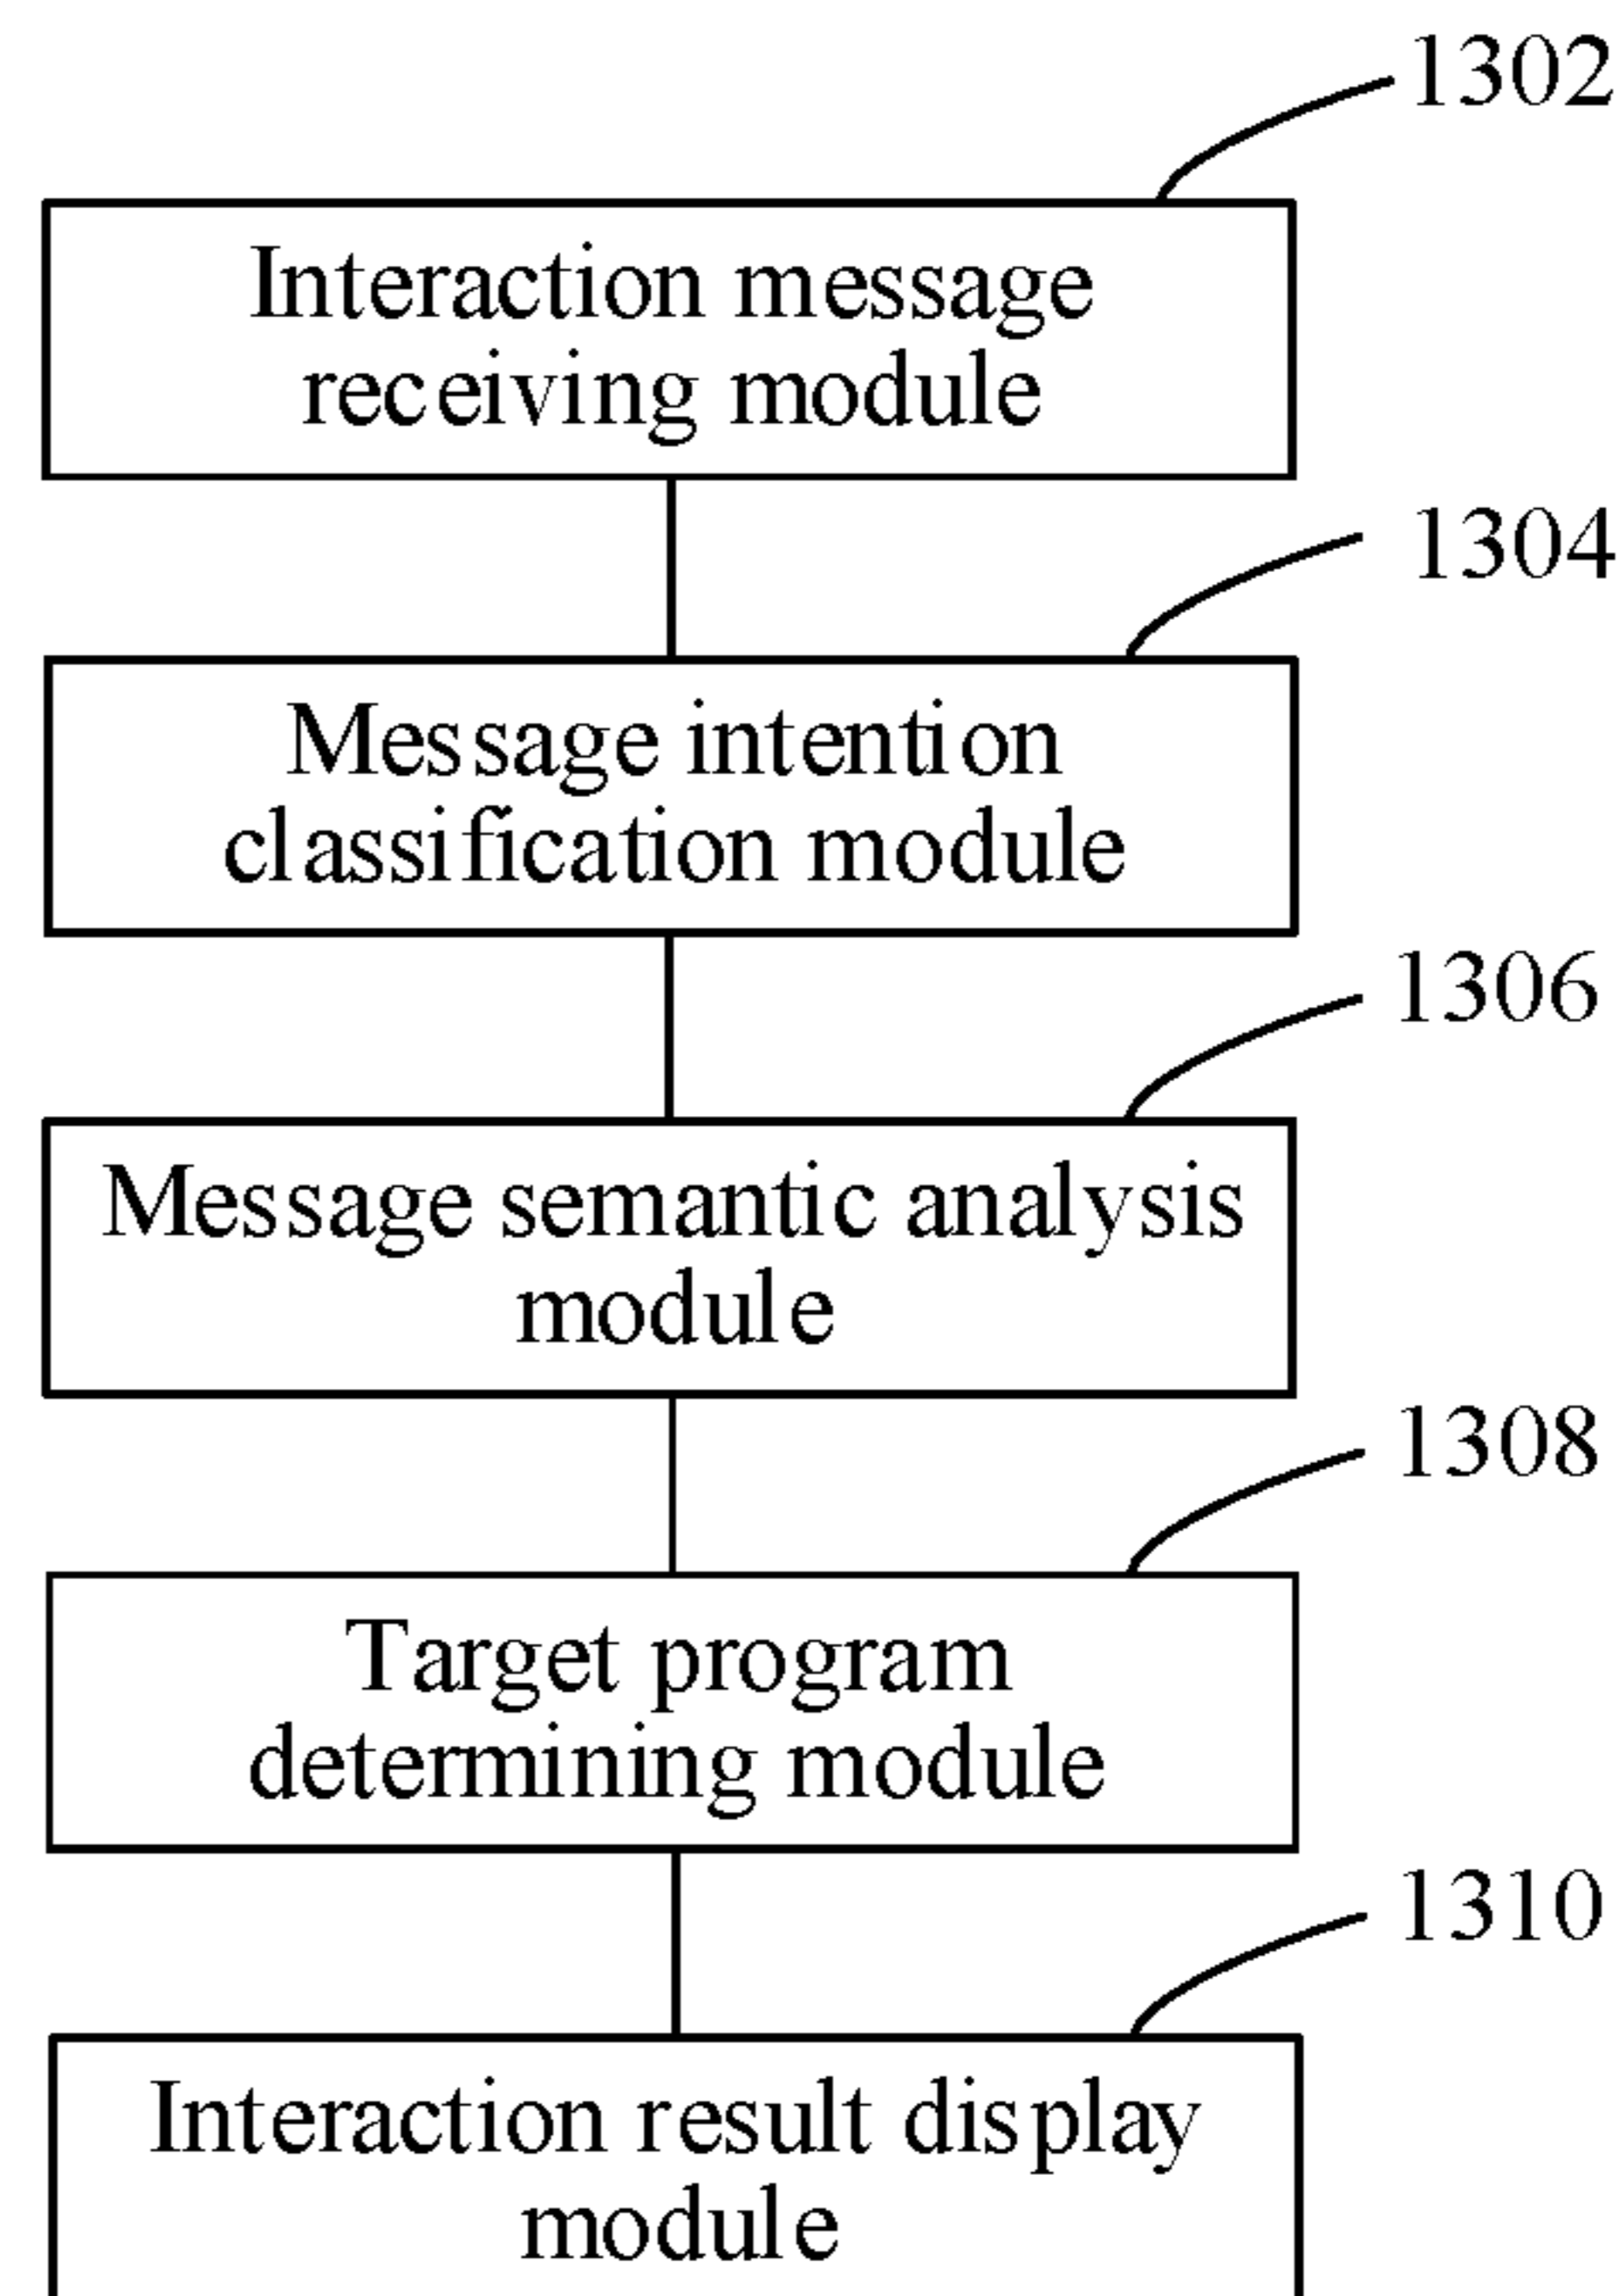 1302
Interaction message
receiving module
1304
Message intention
classification module
1306
Message semantic analysis
module
1308
Target program
determining module
1310
Interaction result display
module